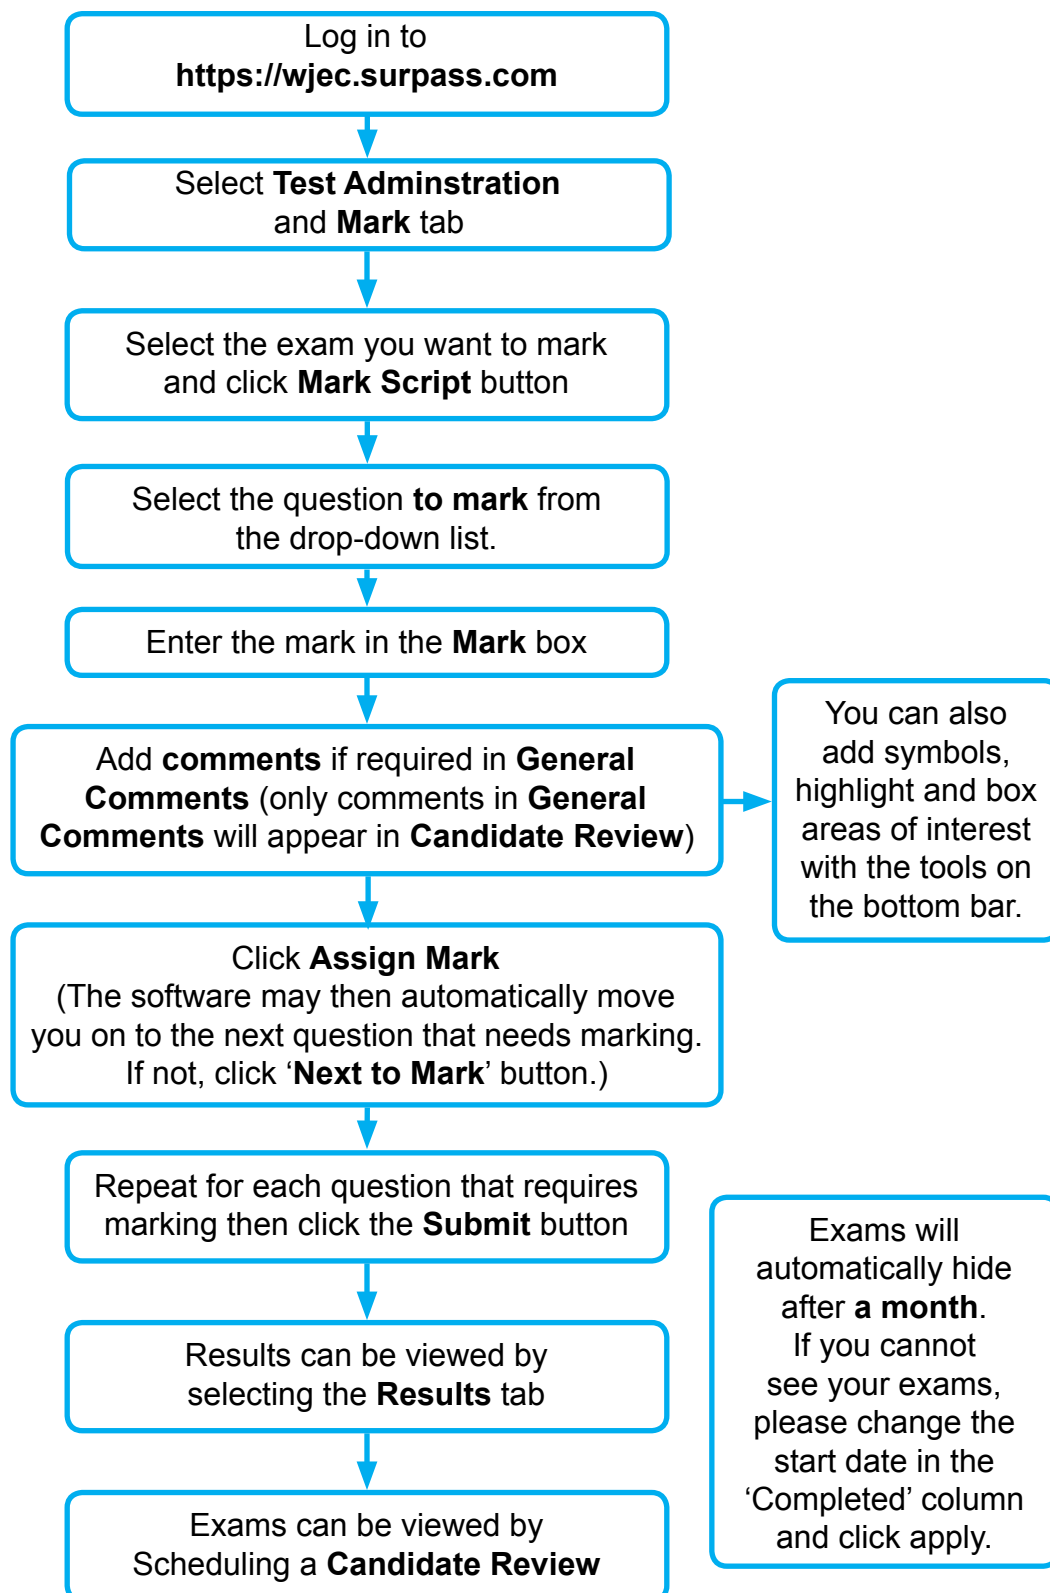 Log in to
https://wjec.surpass.com
Select Test Adminstration
and Mark tab
Select the exam you want to mark
and click Mark Script button
Select the question to mark from
the drop-down list.
Enter the mark in the Mark box
Add comments if required in General
Comments (only comments in General
Comments will appear in Candidate Review)
You can also
add symbols,
highlight and box
areas of interest
with the tools on
the bottom bar.
Click Assign Mark
(The software may then automatically move
you on to the next question that needs marking.
If not, click ‘Next to Mark’ button.)
Repeat for each question that requires
marking then click the Submit button
Results can be viewed by
selecting the Results tab
Exams can be viewed by
Scheduling a Candidate Review
Exams will
automatically hide
after a month.
If you cannot
see your exams,
please change the
start date in the
‘Completed’ column
and click apply.